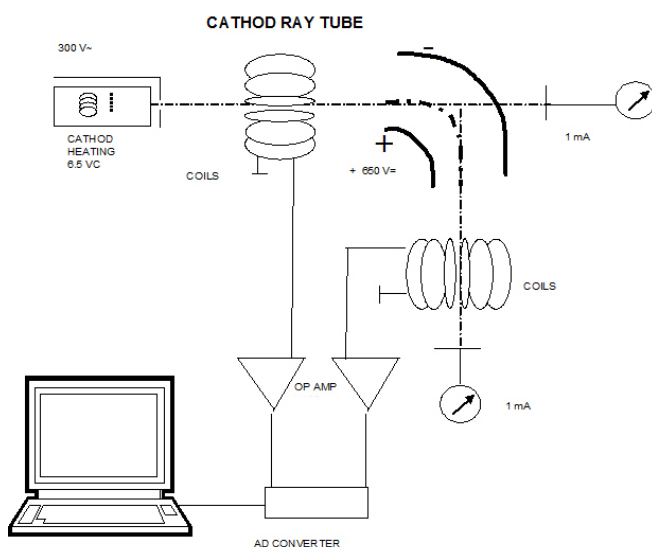 CATHOD RAY TUBE
300 V~
−
CATHOD
HEATING
6.5 VC
COILS
+
+ 650 V=
1 mA
COILS
OP AMP
1 mA
AD CONVERTER